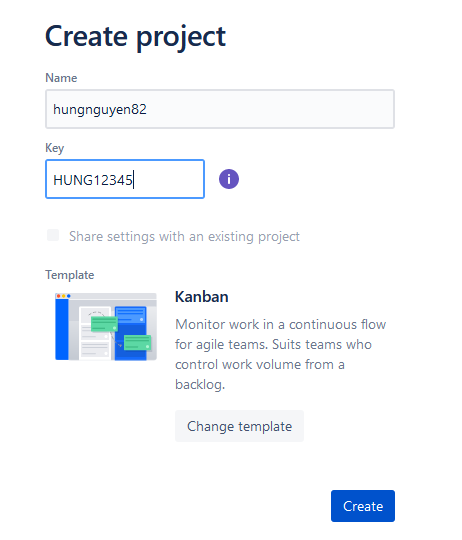 Create project
Name
hungnguyen82
Key
HUNG12345
i
Share settings with an existing project
Template
Kanban
Monitor work in a continuous flow
for agile teams. Suits teams who
control work volume from a
backlog.
Change template
Create